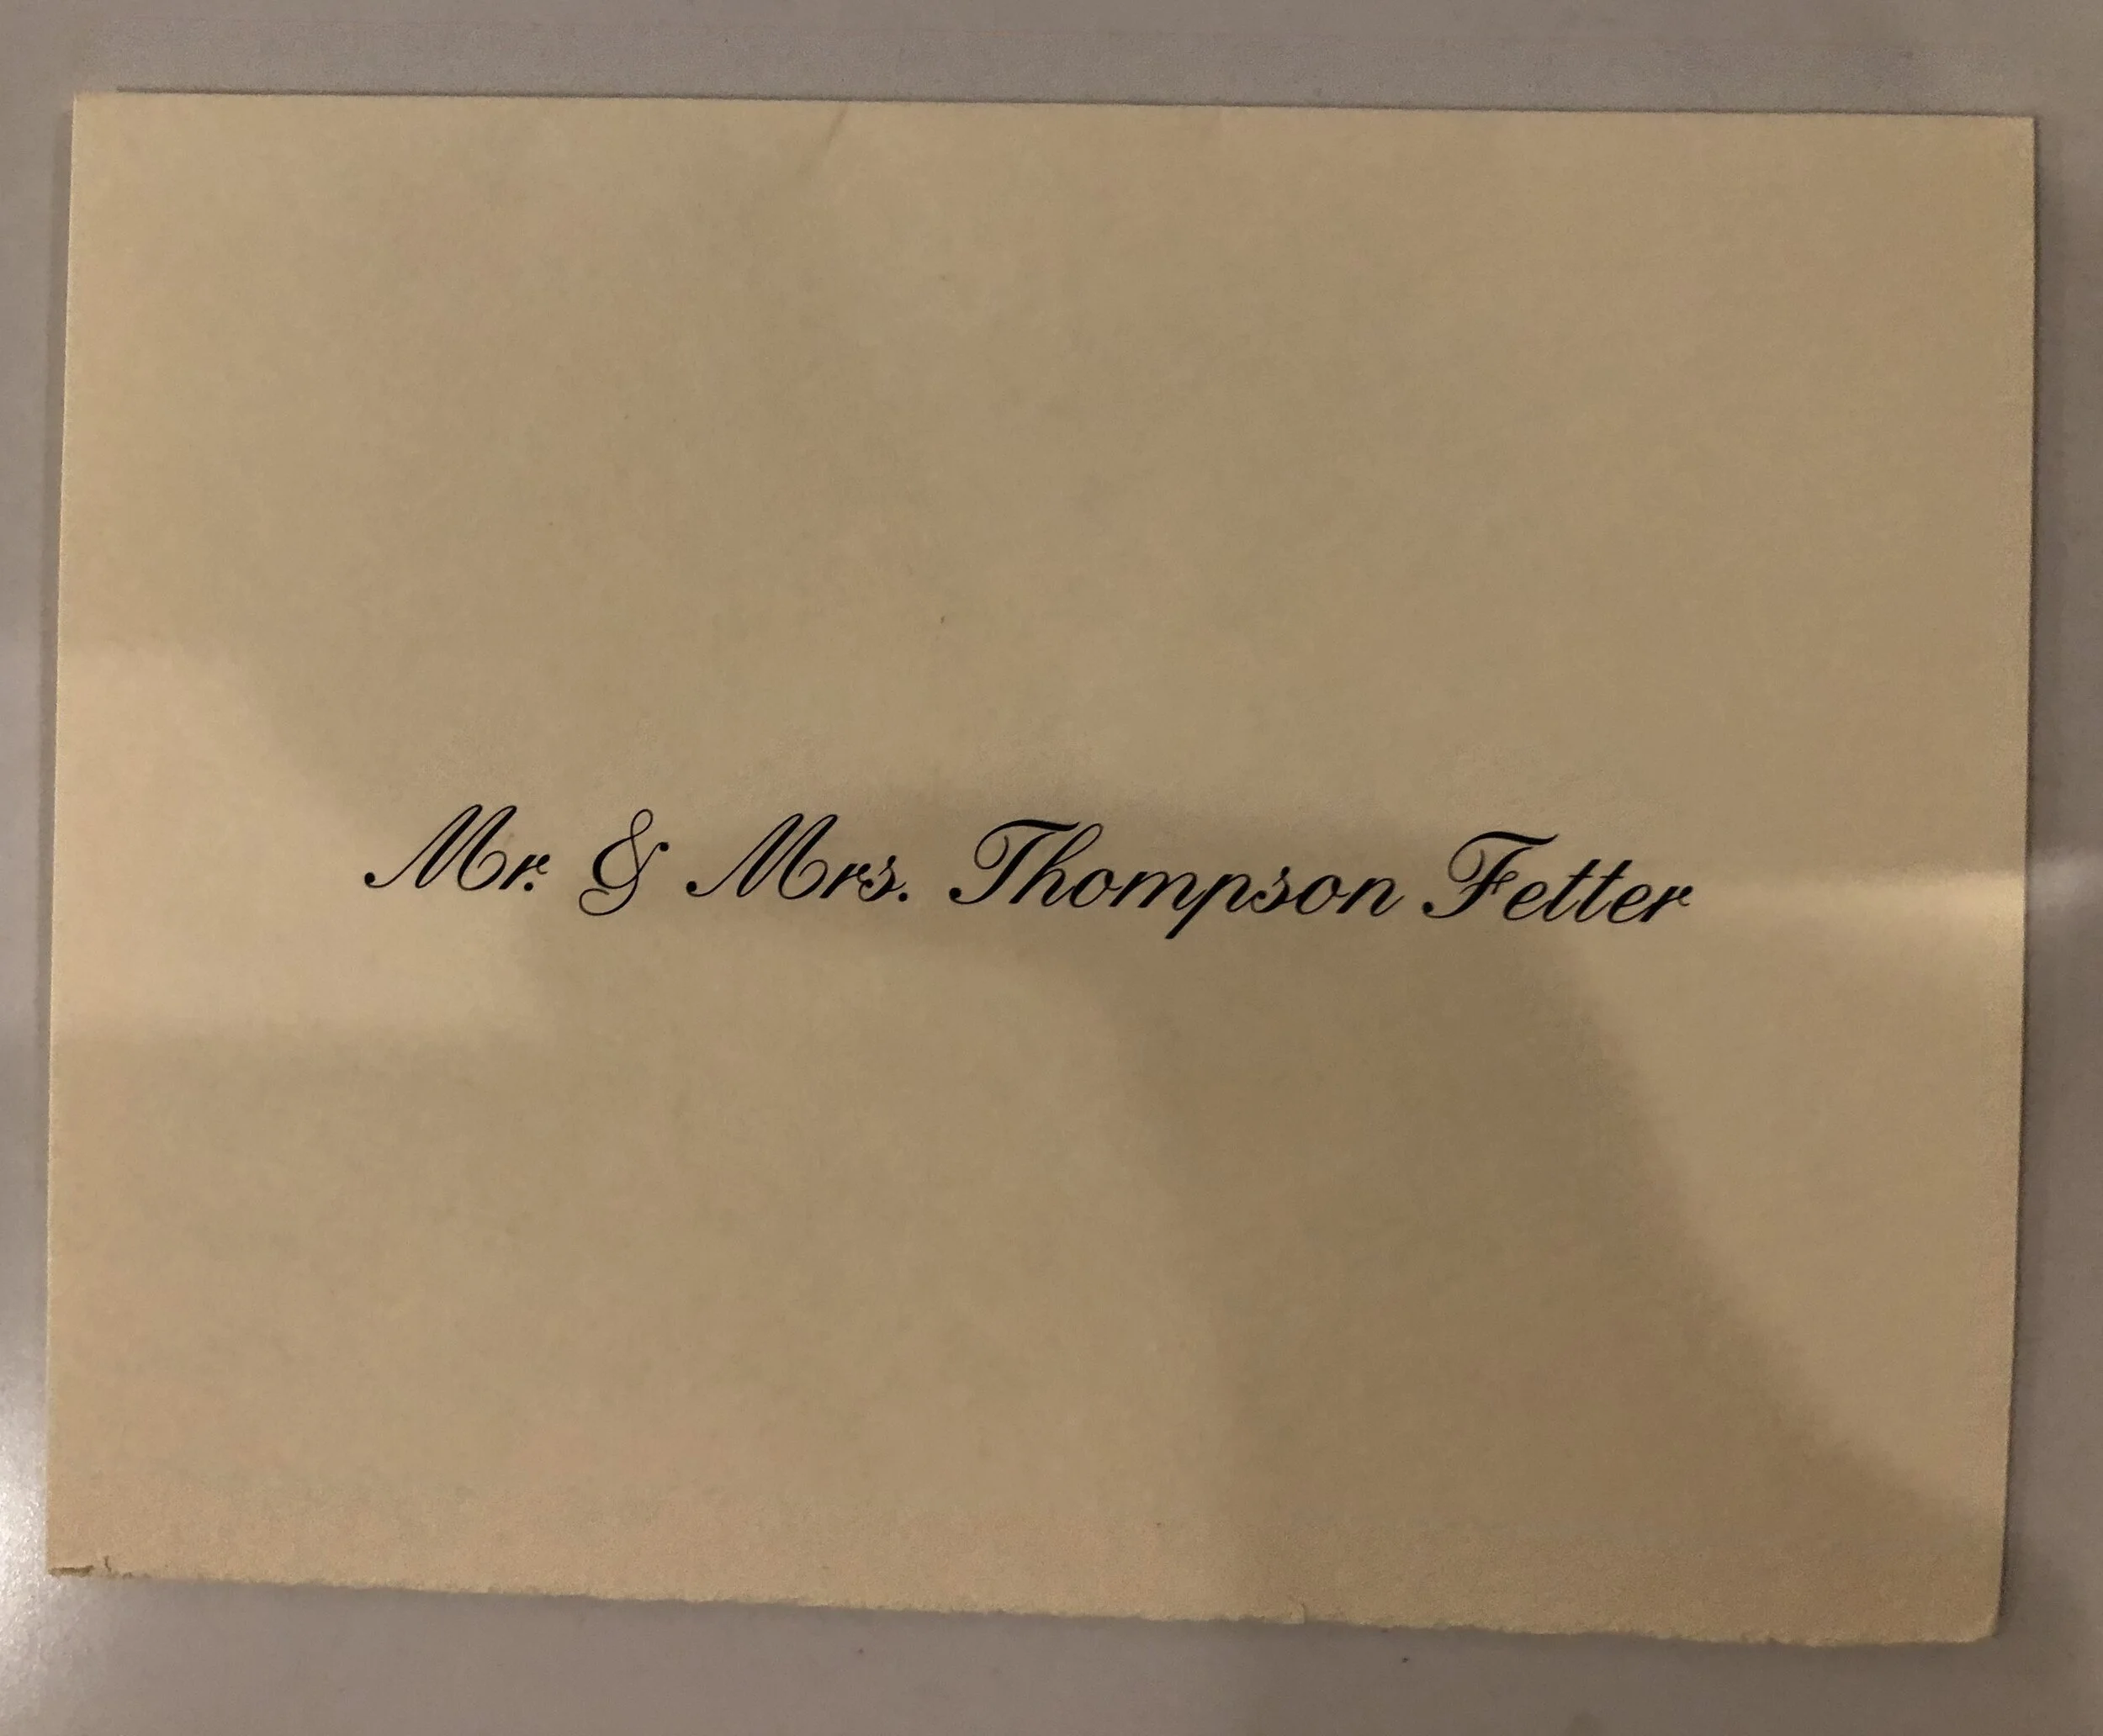 Mr. & Mrs. Thompson Fetter